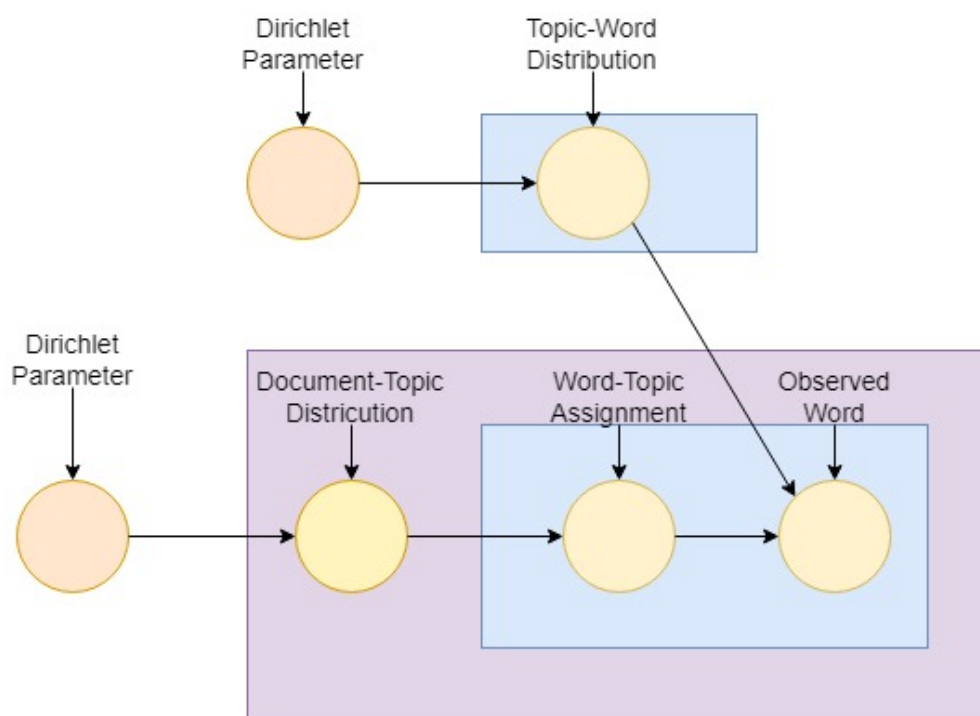 Dirichlet
Parameter
Topic-Word
Distribution
Dirichlet
Parameter
Document-Topic
Districution
Word-Topic
Assignment
Observed
Word